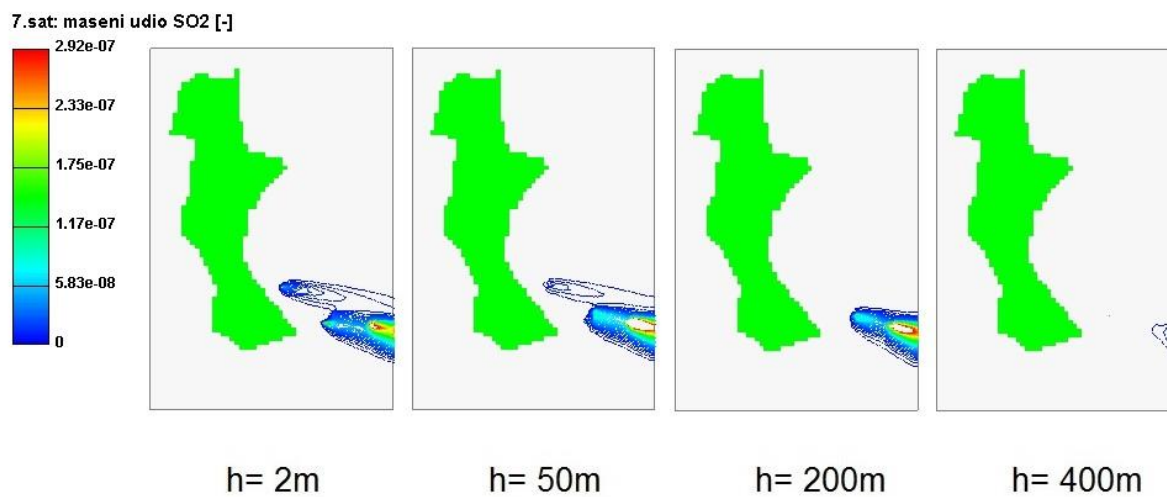 7.sat: maseni udio SO2 [-]
2.92e-07
2.33e-07
1.75e-07
1.17e-07
5.83e-08
0
h= 2m
h= 50m
h= 200m
h= 400m